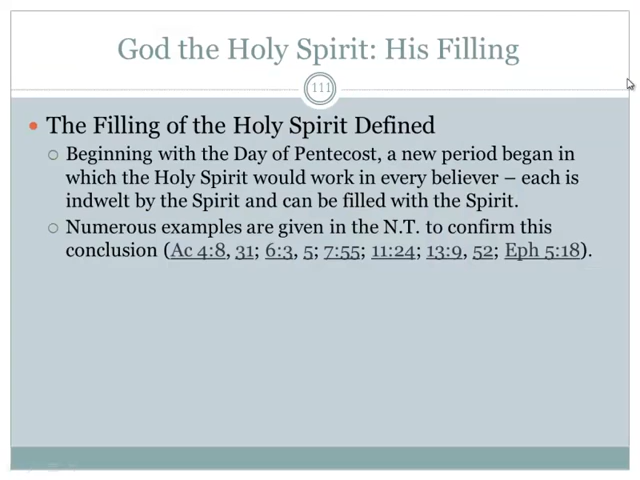 God the Holy Spirit: His Filling
111
• The Filling of the Holy Spirit Defined
○ Beginning with the Day of Pentecost, a new period began in
which the Holy Spirit would work in every believer – each is
indwelt by the Spirit and can be filled with the Spirit.
○ Numerous examples are given in the N.T. to confirm this
conclusion (Ac 4:8, 31; 6:3, 5; 7:55; 11:24; 13:9, 52; Eph 5:18).